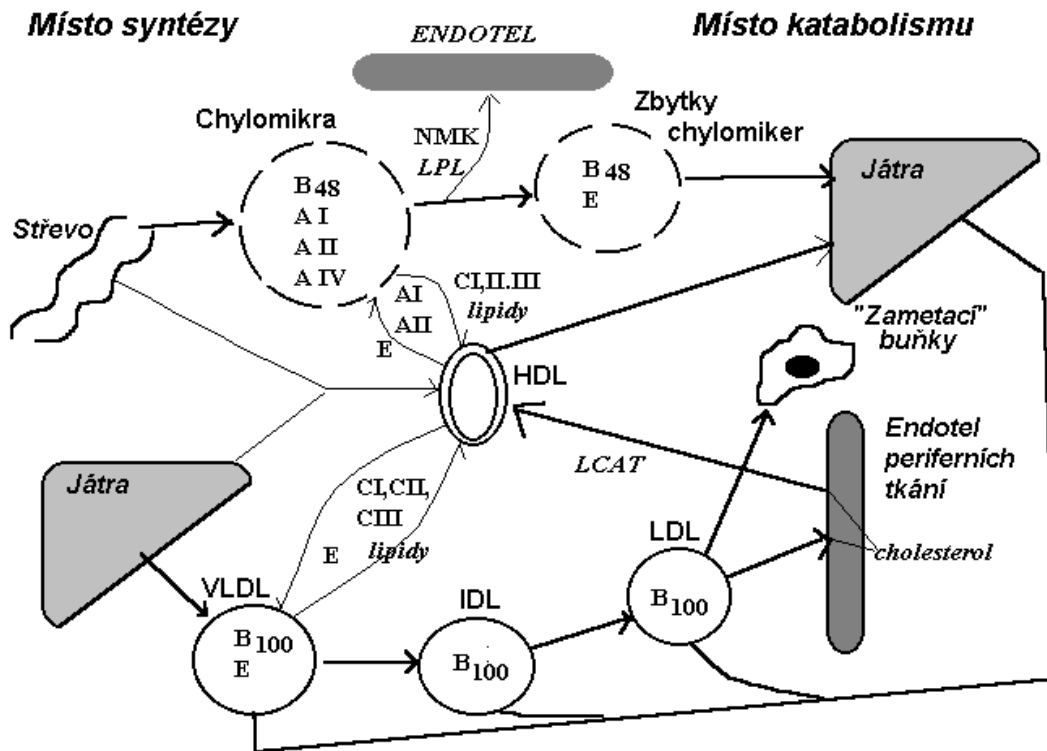 Místo syntézy
Místo katabolismu
ENDOTEL
Chylomikra
Zbytky
chylomiker
NMK
LPL
B48
A I
A II
A IV
B48
E
Játra
Střevo
AI
AII
E
CI,II.III
lipidy
"Zametací"
buňky
HDL
Endotel
periferních
tkání
LCAT
Játra
CI,CII,
CIII
lipidy
E
cholesterol
VLDL
B100
E
IDL
B100
LDL
B100